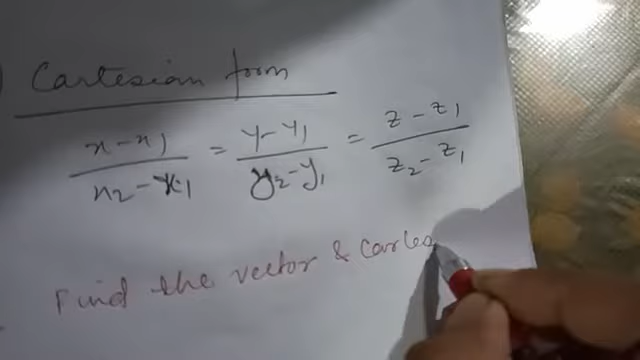 Cartesian form
x-x1/x2-x1 = y-y1/y2-y1 = z-z1/z2-z1
Find the vector & cartes